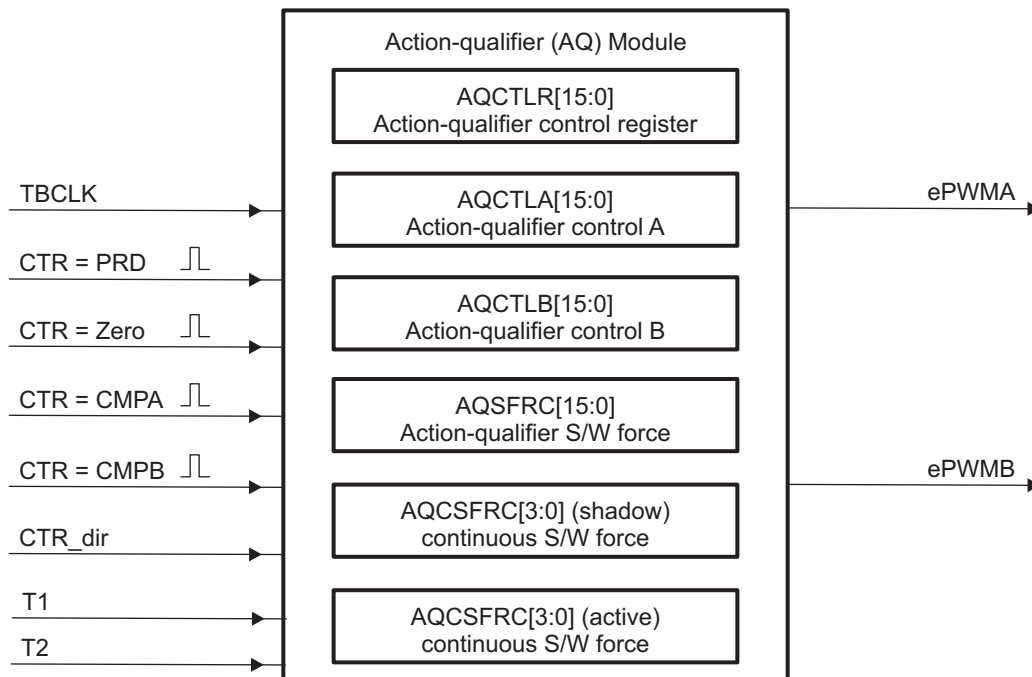 Action-qualifier (AQ) Module
AQCTLR[15:0]
Action-qualifier control register
TBCLK
AQCTLA[15:0]
Action-qualifier control A
ePWMA
CTR = PRD
CTR = Zero
AQCTLB[15:0]
Action-qualifier control B
CTR = CMPA
AQSFRC[15:0]
Action-qualifier S/W force
CTR = CMPB
ePWMB
AQCSFRC[3:0] (shadow)
continuous S/W force
CTR_dir
T1
AQCSFRC[3:0] (active)
continuous S/W force
T2